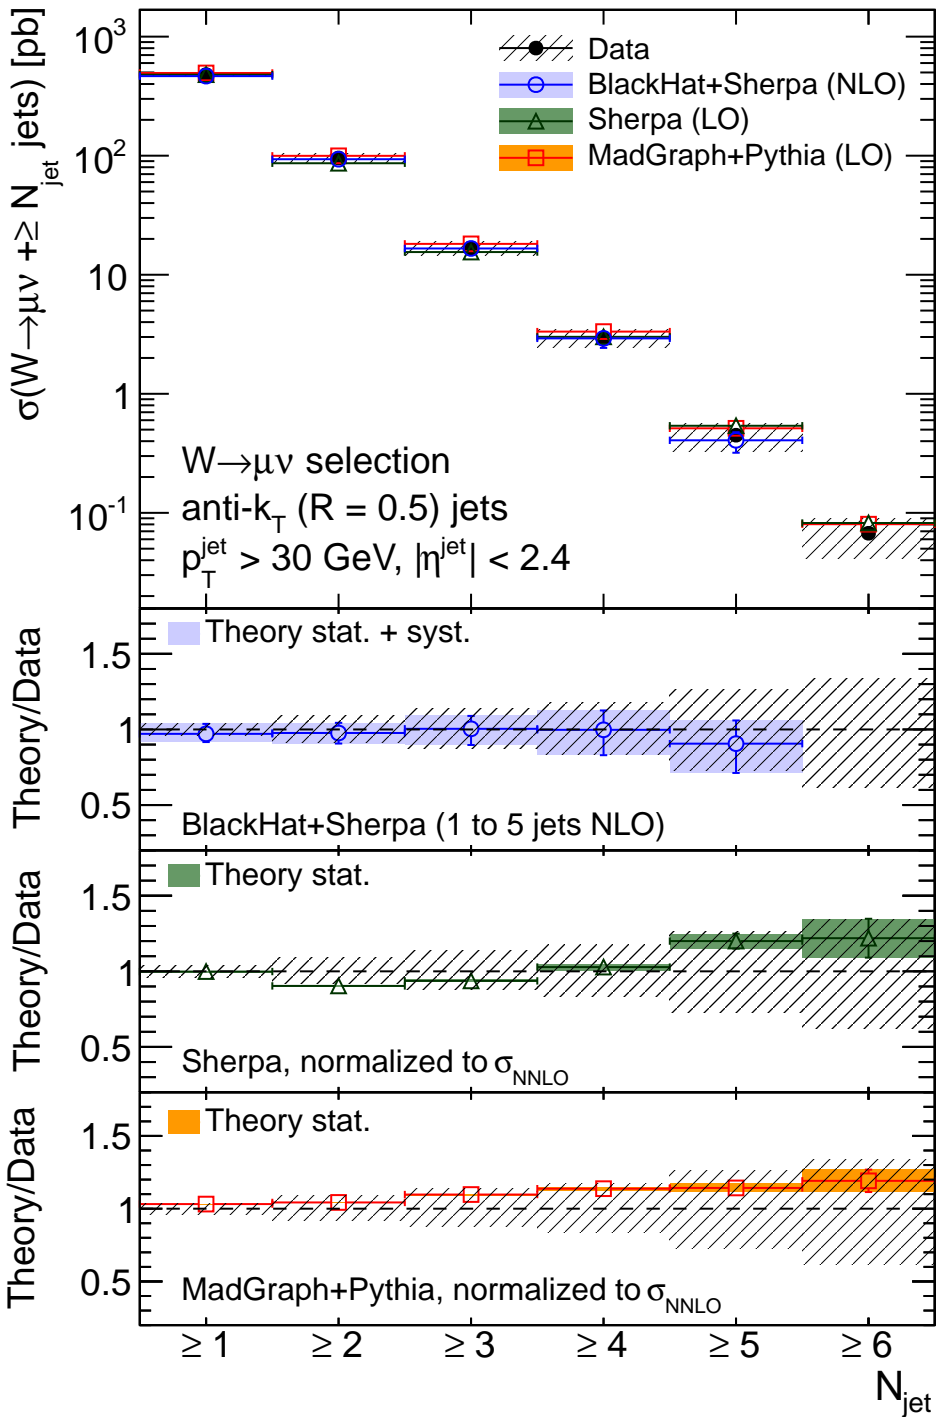 σ(W→μν +≥ N_jet jets) [pb]
10^3
10^2
10
1
10^-1
Data
BlackHat+Sherpa (NLO)
Sherpa (LO)
MadGraph+Pythia (LO)
W→μν selection
anti-k_T (R = 0.5) jets
p_T^jet > 30 GeV, |η^jet| < 2.4
Theory/Data
1.5
1
0.5
Theory stat. + syst.
BlackHat+Sherpa (1 to 5 jets NLO)
Theory/Data
1.5
1
0.5
Theory stat.
Sherpa, normalized to σ_NNLO
Theory/Data
1.5
1
0.5
Theory stat.
MadGraph+Pythia, normalized to σ_NNLO
≥ 1 ≥ 2 ≥ 3 ≥ 4 ≥ 5 ≥ 6
N_jet